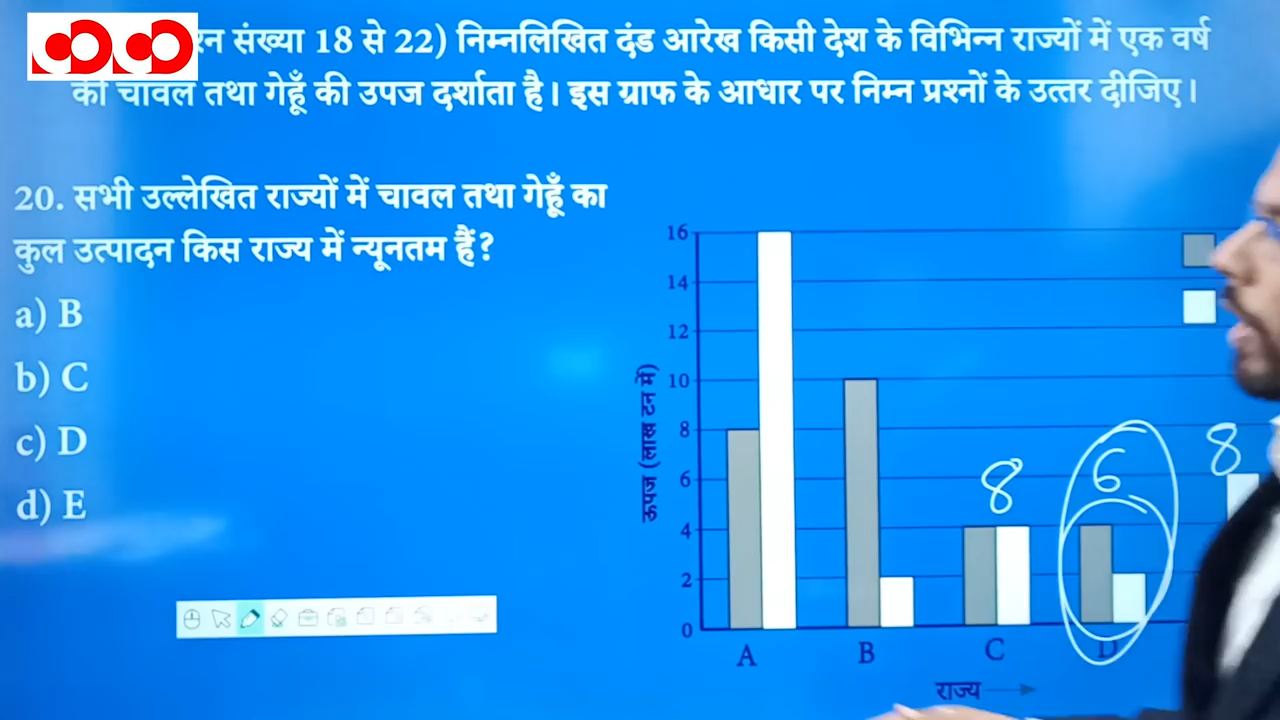 संख्या 18 से 22) निम्नलिखित दंड आरेख किसी देश के विभिन्न राज्यों में एक वर्ष
की चावल तथा गेहूँ की उपज दर्शाता है। इस ग्राफ के आधार पर निम्न प्रश्नों के उत्तर दीजिए।
20. सभी उल्लेखित राज्यों में चावल तथा गेहूँ का
कुल उत्पादन किस राज्य में न्यूनतम हैं?
a) B
b) C
c) D
d) E
ऊपज (लाख टन में)
16
14
12
10
8
6
4
2
0
8
6
8
A B C D
राज्य